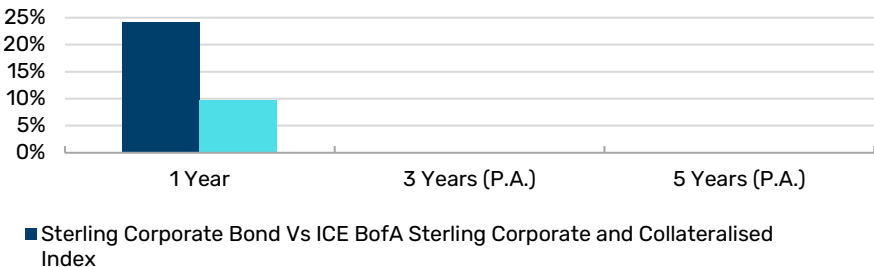 25%
20%
15%
10%
5%
0%
1 Year
3 Years (P.A.)
5 Years (P.A.)
Sterling Corporate Bond Vs ICE BofA Sterling Corporate and Collateralised
Index